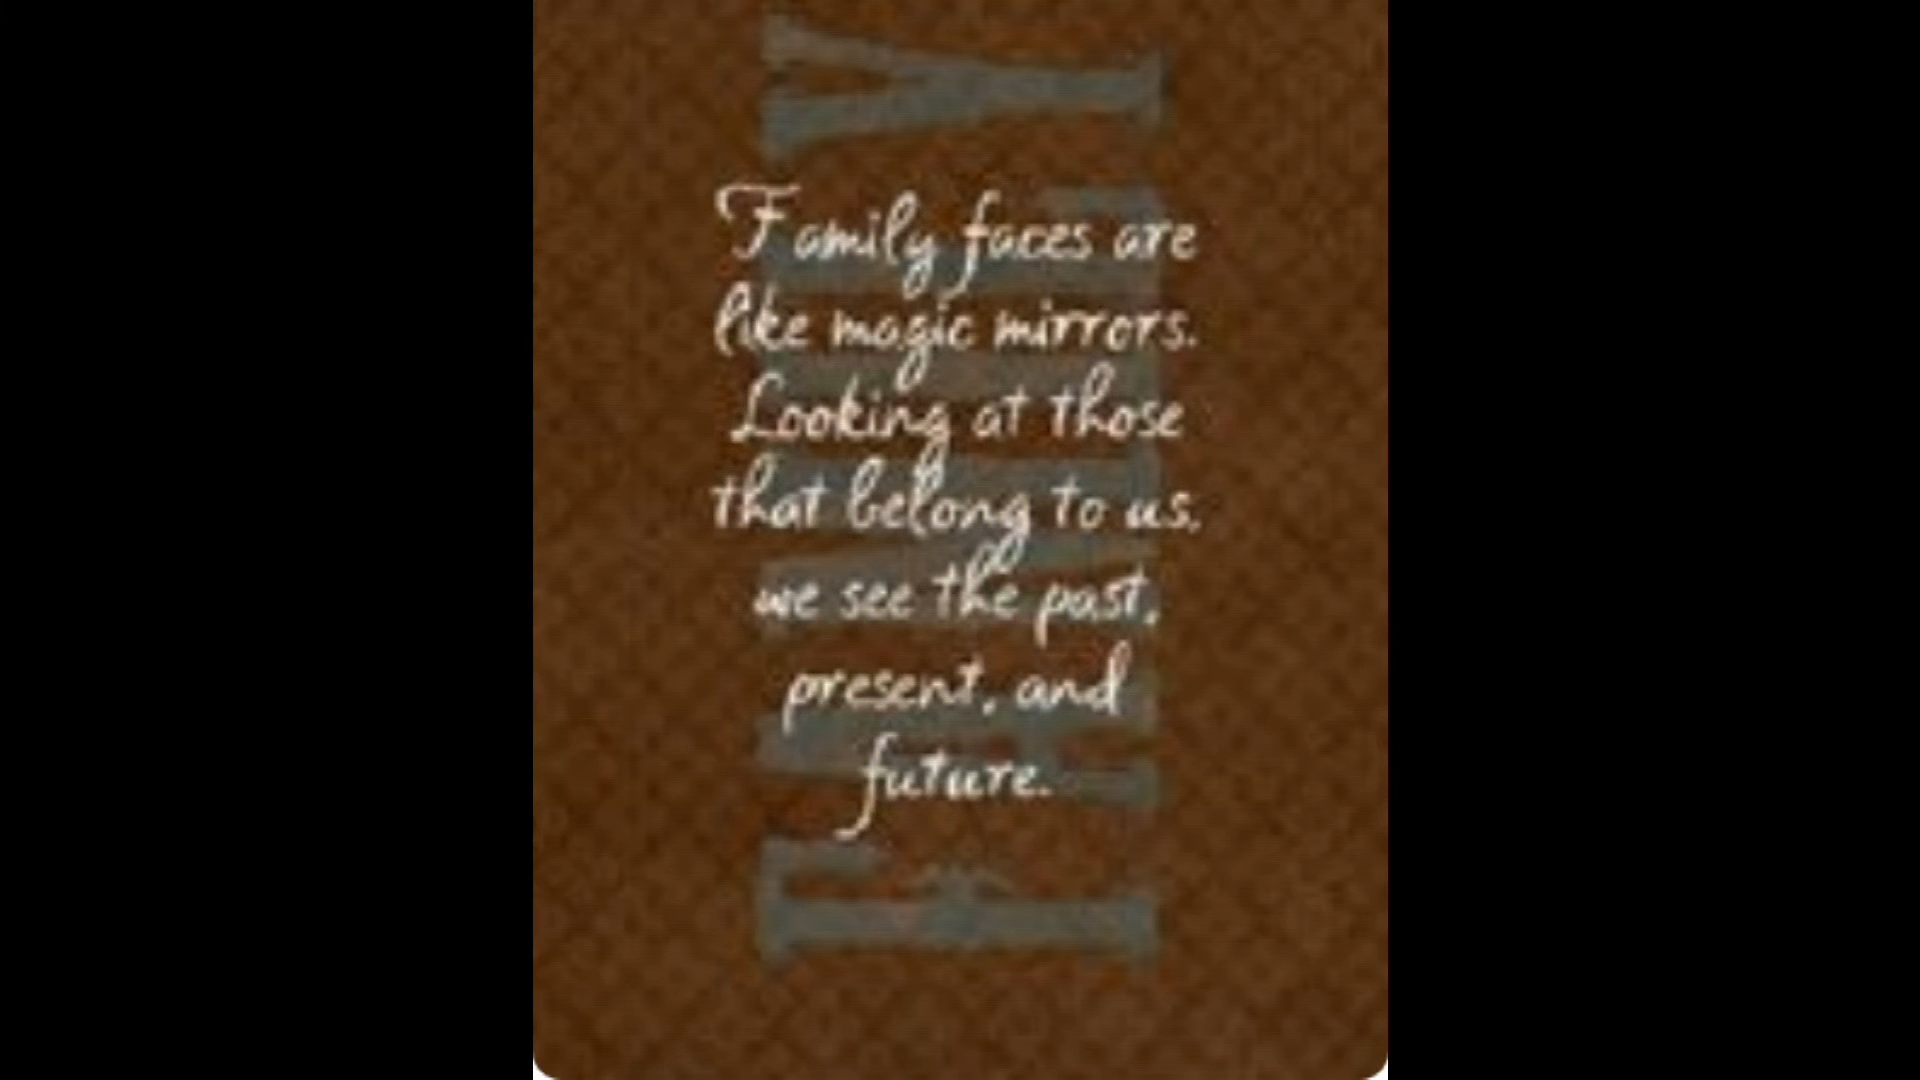 FAMILY
Family faces are
like magic mirrors.
Looking at those
that belong to us,
we see the past,
present, and
future.